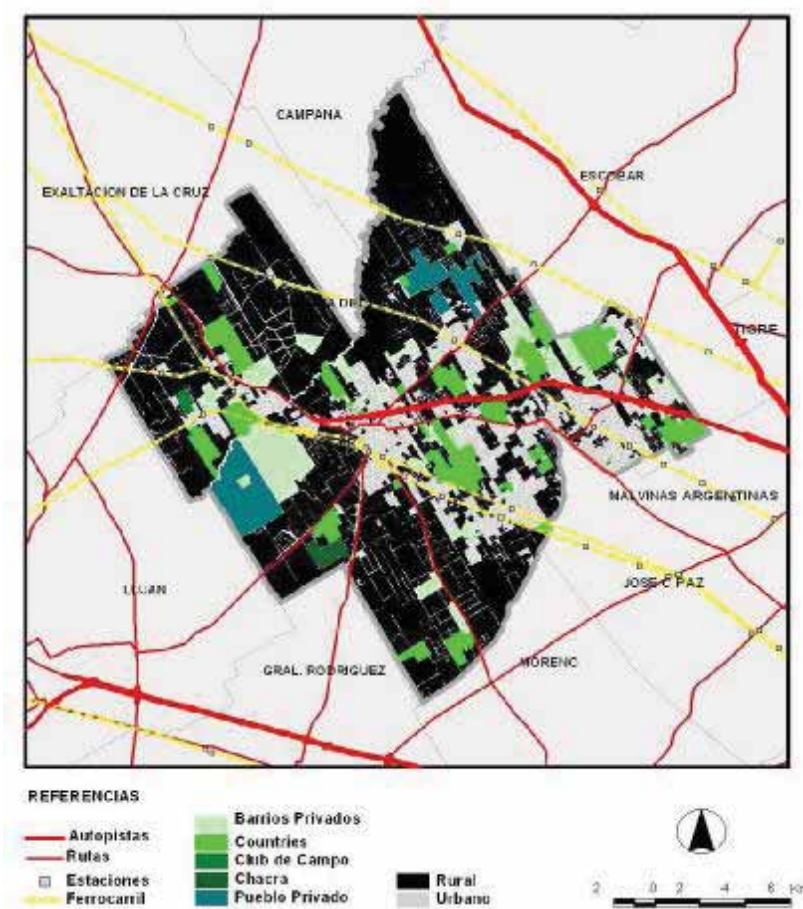 CAMPANA
ESCOBAR
EXALTACION DE LA CRUZ
TIGRE
MALVINAS ARGENTINAS
JOSE C PAZ
LUJAN
GRAL. RODRIGUEZ
MORENO
REFERENCIAS
Autopistas
Rutas
Estaciones
Ferrocarril
Barrios Privados
Countries
Club de Campo
Chacra
Pueblo Privado
Rural
Urbano
2 0 2 4 6 Km